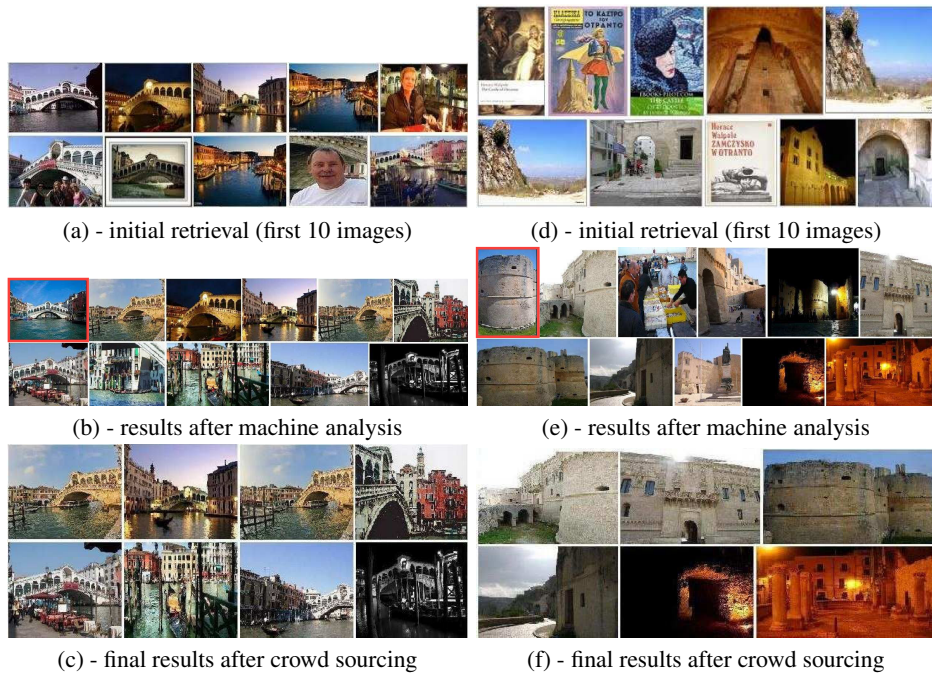 (a) - initial retrieval (first 10 images)
(b) - results after machine analysis
(c) - final results after crowd sourcing
ΚΛΑΣΣΙΚΑ
ΤΟ ΚΑΣΤΡΟ
ΤΟΥ
ΟΤΡΑΝΤΟ
Horace
Walpole
ZAMCZYSKO
W OTRANTO
(d) - initial retrieval (first 10 images)
(e) - results after machine analysis
(f) - final results after crowd sourcing